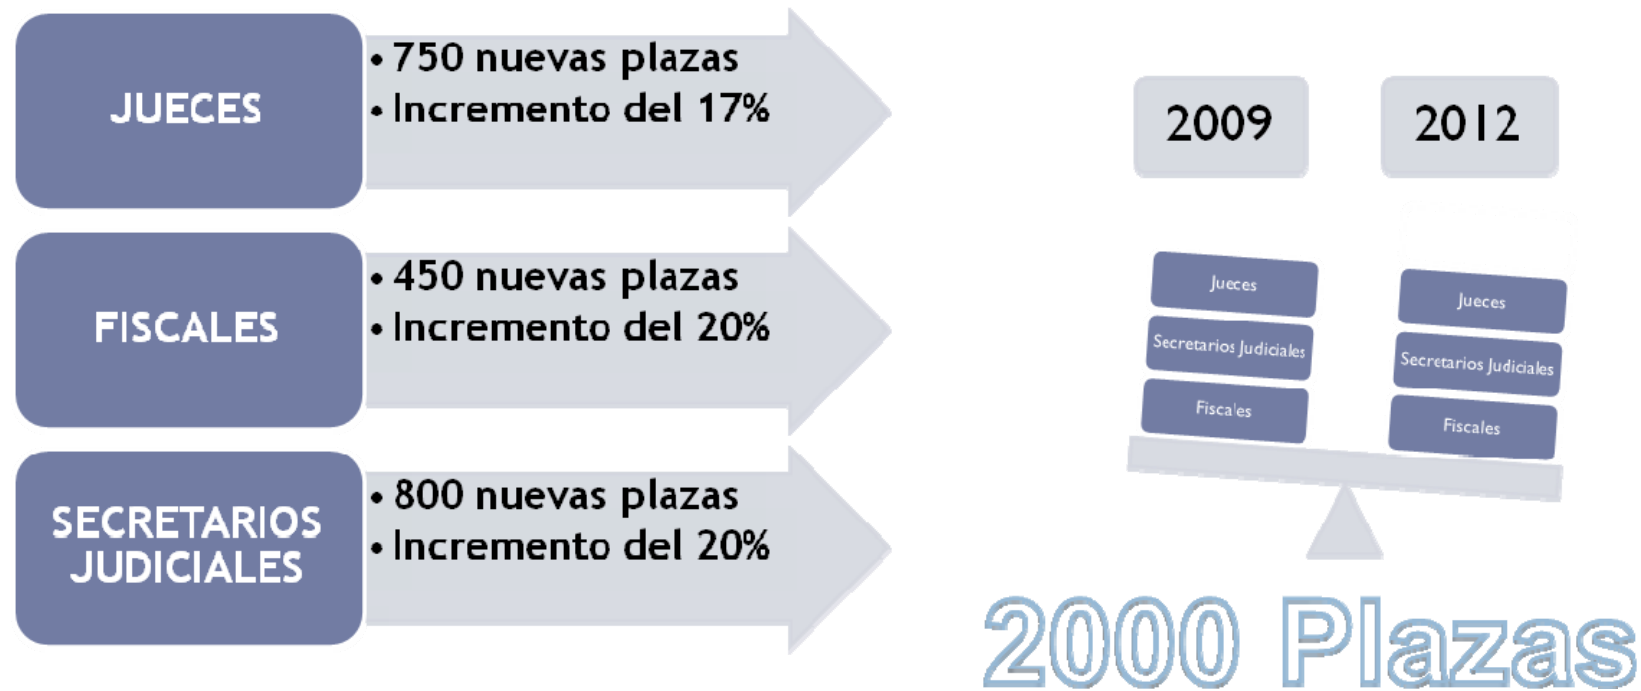 JUECES
• 750 nuevas plazas
• Incremento del 17%
FISCALES
• 450 nuevas plazas
• Incremento del 20%
SECRETARIOS
JUDICIALES
• 800 nuevas plazas
• Incremento del 20%
2009
2012
Jueces
Secretarios Judiciales
Fiscales
Jueces
Secretarios Judiciales
Fiscales
2000 Plazas